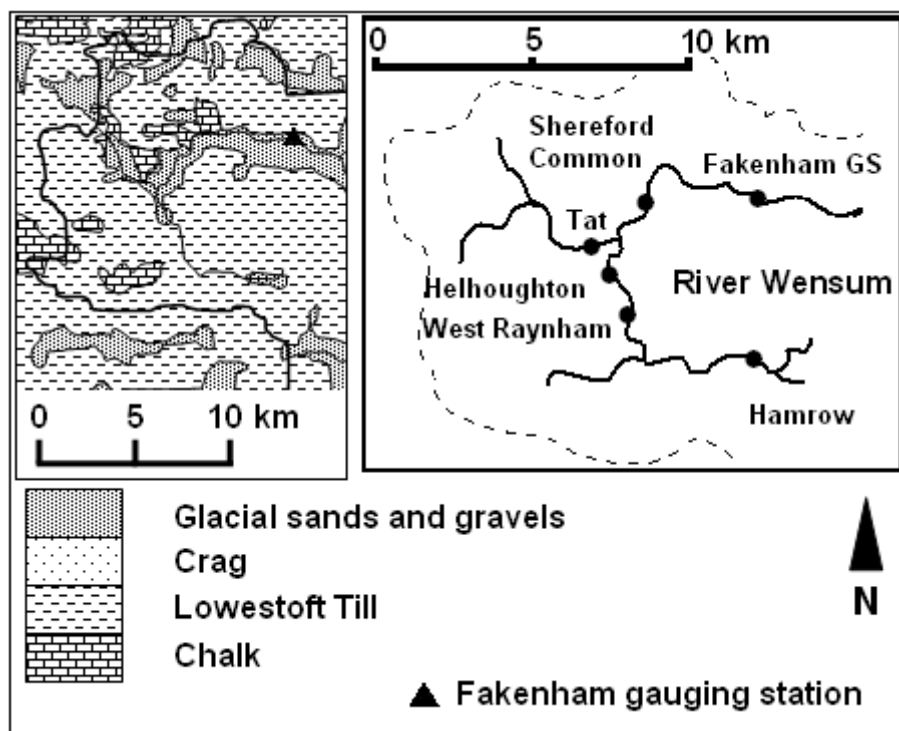 0 5 10 km
Shereford
Common
Fakenham GS
Tat
Helhoughton
River Wensum
West Raynham
Hamrow
0 5 10 km
Glacial sands and gravels
Crag
Lowestoft Till
Chalk
N
Fakenham gauging station